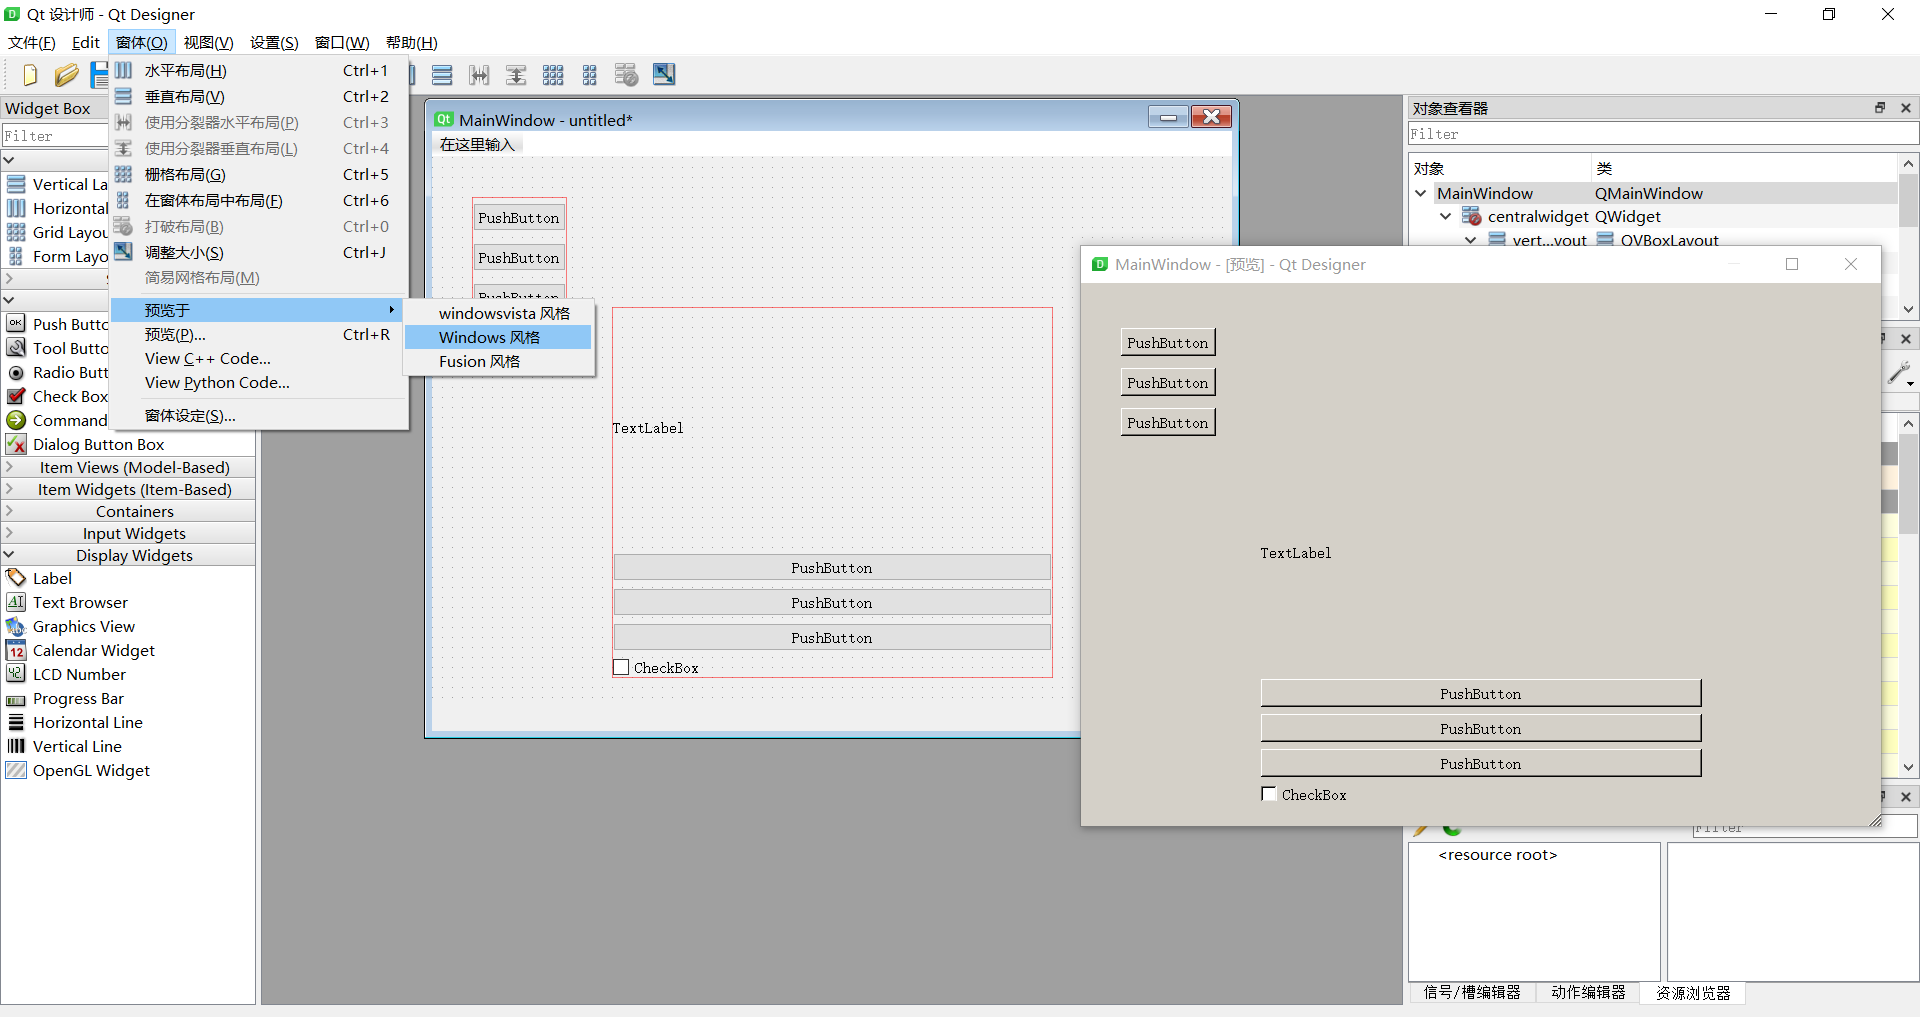 Qt 设计师 - Qt Designer
文件(F) Edit 窗体(O) 视图(V) 设置(S) 窗口(W) 帮助(H)
水平布局(H) Ctrl+1
垂直布局(V) Ctrl+2
使用分裂器水平布局(P) Ctrl+3
使用分裂器垂直布局(L) Ctrl+4
栅格布局(G) Ctrl+5
在窗体布局中布局(F) Ctrl+6
打破布局(B) Ctrl+0
调整大小(S) Ctrl+J
简易网格布局(M)
预览于
预览(P)... Ctrl+R
View C++ Code...
View Python Code...
窗体设定(S)...
windowsvista 风格
Windows 风格
Fusion 风格
Widget Box
Filter
Vertical La
Horizontal
Grid Layou
Form Layo
Push Butto
Tool Butto
Radio Butt
Check Box
Command
Dialog Button Box
Item Views (Model-Based)
Item Widgets (Item-Based)
Containers
Input Widgets
Display Widgets
Label
Text Browser
Graphics View
Calendar Widget
LCD Number
Progress Bar
Horizontal Line
Vertical Line
OpenGL Widget
MainWindow - untitled*
在这里输入
PushButton
PushButton
PushButton
TextLabel
PushButton
PushButton
PushButton
CheckBox
MainWindow - [预览] - Qt Designer
PushButton
PushButton
PushButton
TextLabel
PushButton
PushButton
PushButton
CheckBox
对象查看器
Filter
对象 类
MainWindow QMainWindow
centralwidget QWidget
vert...yout QVBoxLayout
Filter
<resource root>
信号/槽编辑器 动作编辑器 资源浏览器